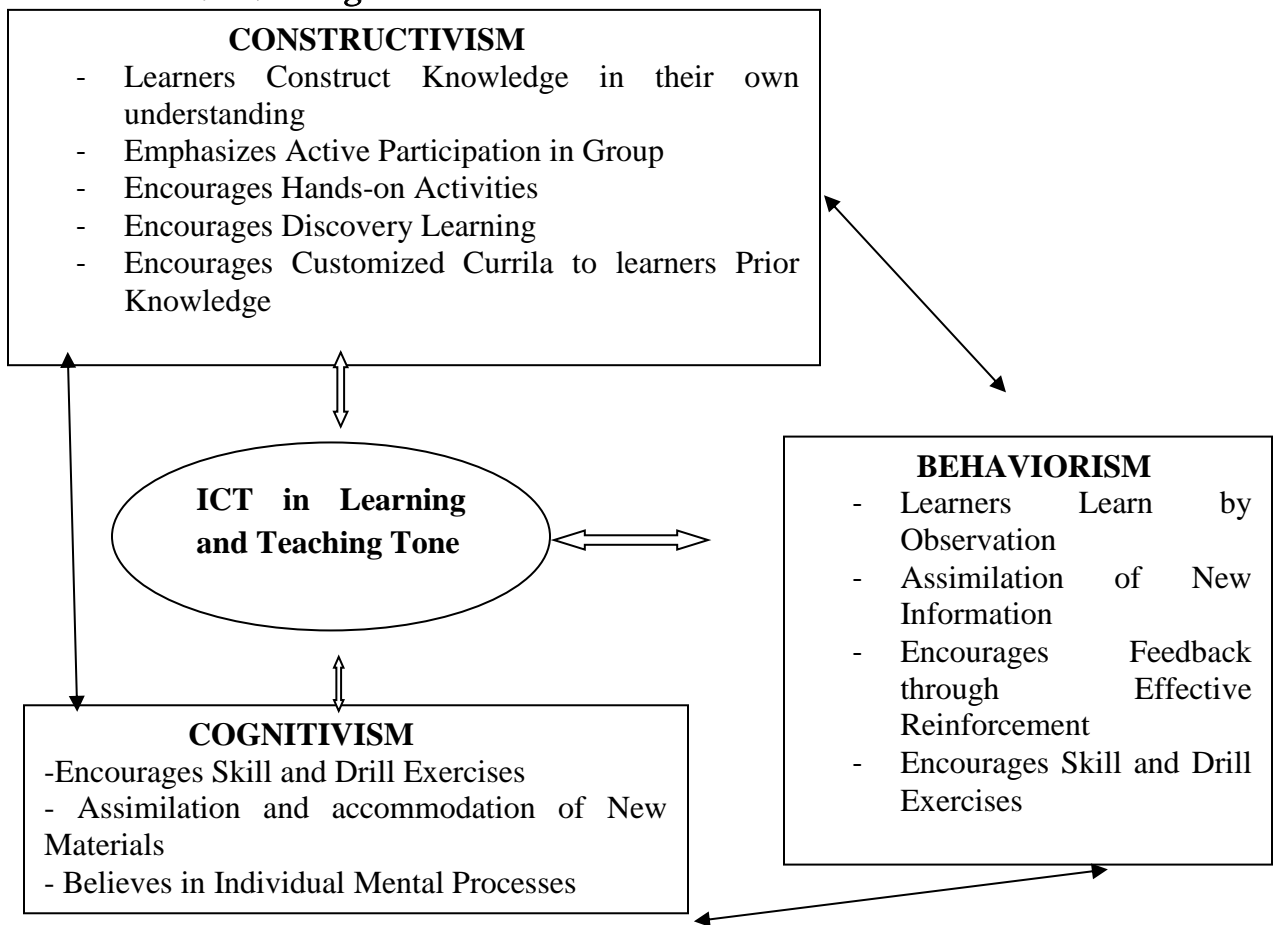 CONSTRUCTIVISM
- Learners Construct Knowledge in their own
understanding
- Emphasizes Active Participation in Group
- Encourages Hands-on Activities
- Encourages Discovery Learning
- Encourages Customized Currila to learners Prior
Knowledge
ICT in Learning
and Teaching Tone
BEHAVIORISM
- Learners Learn by
Observation
- Assimilation of New
Information
- Encourages Feedback
through Effective
Reinforcement
- Encourages Skill and Drill
Exercises
COGNITIVISM
-Encourages Skill and Drill Exercises
- Assimilation and accommodation of New
Materials
- Believes in Individual Mental Processes